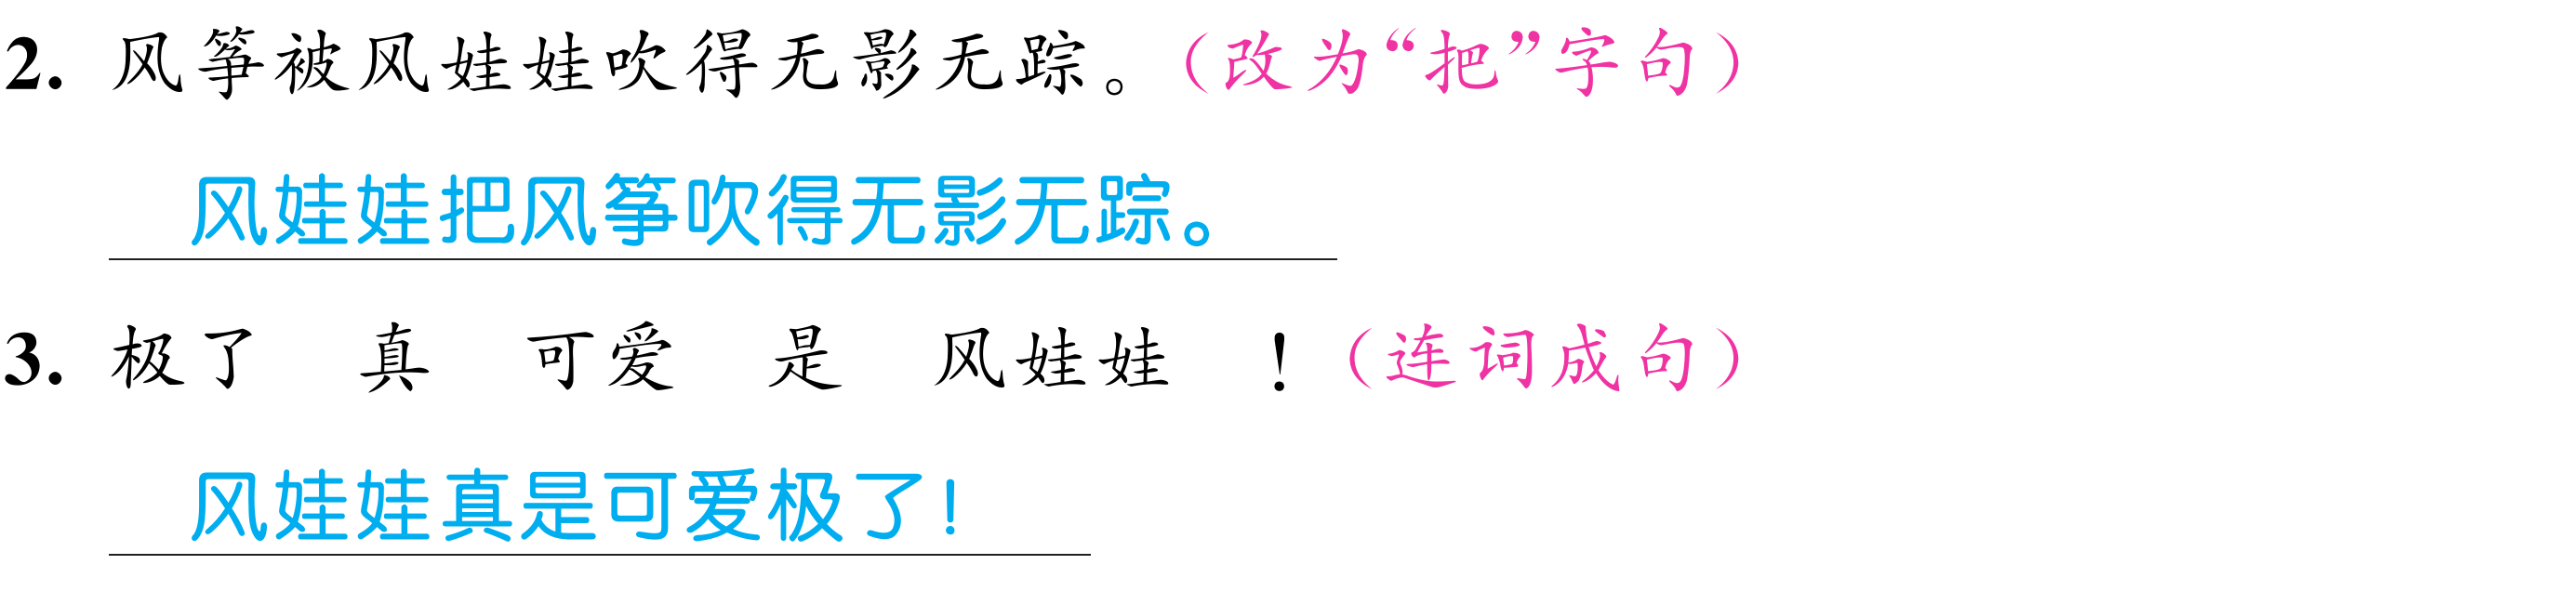 2. 风筝被风娃娃吹得无影无踪。(改为“把”字句)
风娃娃把风筝吹得无影无踪。
3. 极了 真 可爱 是 风娃娃 !(连词成句)
风娃娃真是可爱极了!